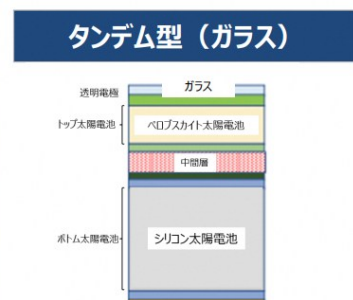 タンデム型（ガラス）
ガラス
透明電極
トップ太陽電池
ペロブスカイト太陽電池
中間層
ボトム太陽電池
シリコン太陽電池